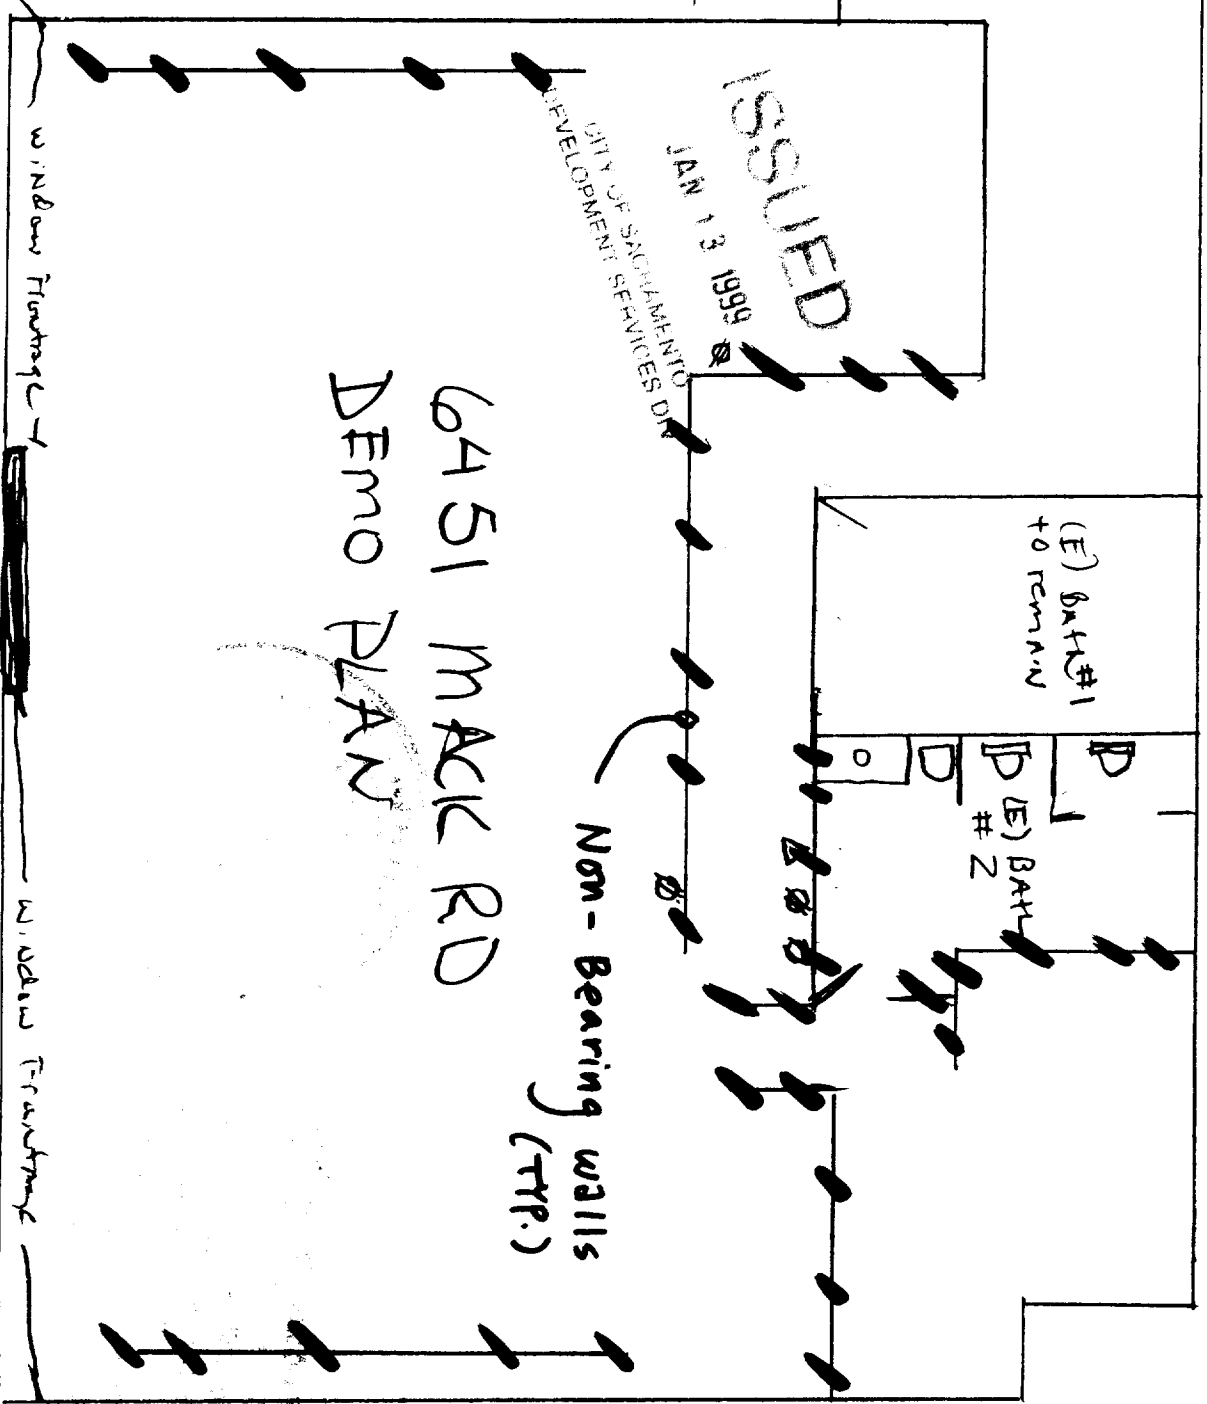 ISSUED
JAN 13 1999
CITY OF SACRAMENTO
DEVELOPMENT SERVICES DIV
(E) Bath #1
to remain
(E) BATH
# 2
Non-Bearing walls
(TYP.)
6451 MACK RD
DEMO PLAN
Window Frontage
Window Frontage